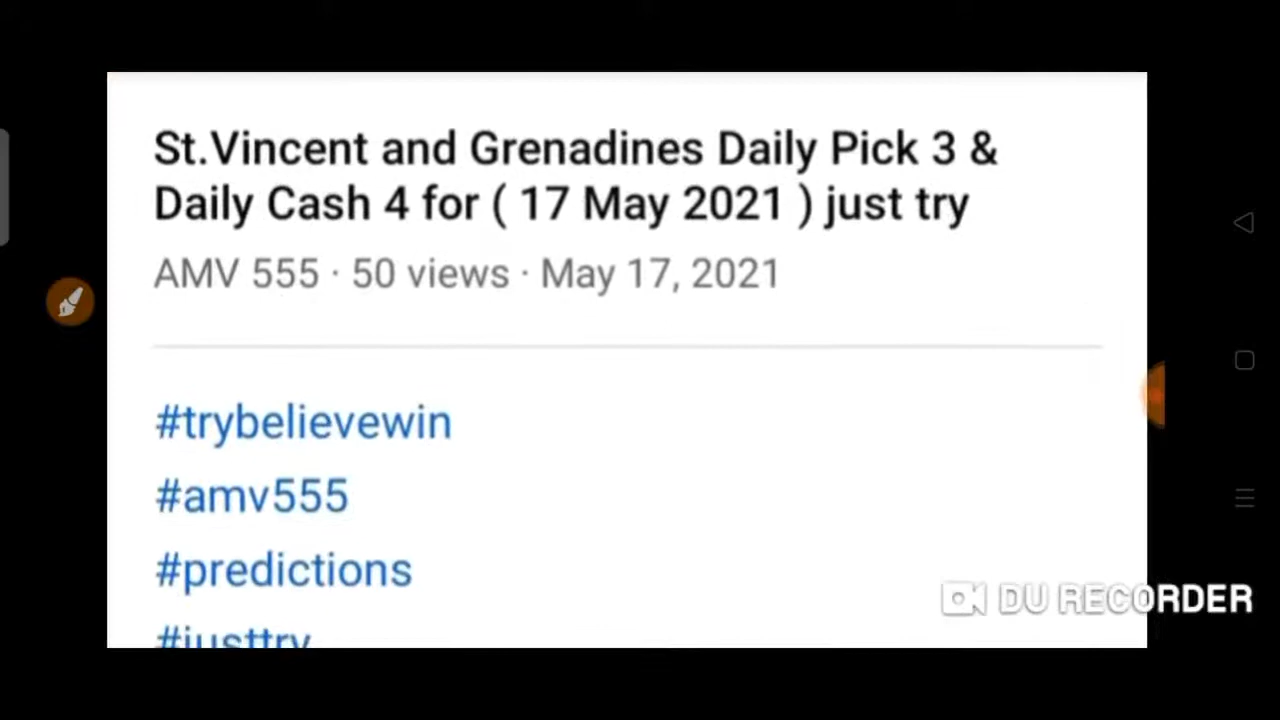 St.Vincent and Grenadines Daily Pick 3 &
Daily Cash 4 for ( 17 May 2021 ) just try
AMV 555 · 50 views · May 17, 2021
#trybelievewin
#amv555
#predictions
#justtry
DU RECORDER